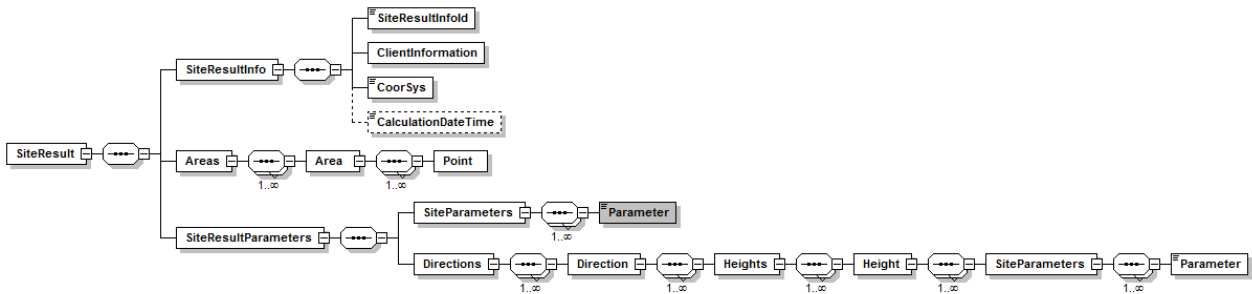 SiteResultInfoId
ClientInformation
SiteResultInfo
CoorSys
CalculationDateTime
SiteResult
Areas
Area
Point
1..∞
1..∞
SiteParameters
Parameter
1..∞
SiteResultParameters
Directions
Direction
Heights
Height
SiteParameters
Parameter
1..∞
1..∞
1..∞
1..∞
1..∞